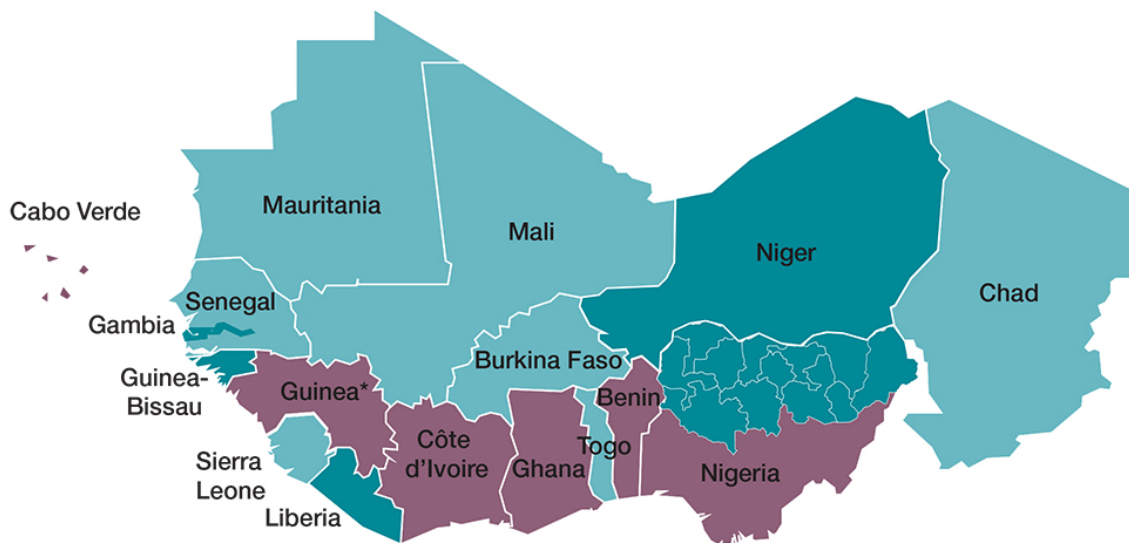 Mauritania
Cabo Verde
Mali
Niger
Senegal
Chad
Gambia
Burkina Faso
Guinea-
Bissau
Guinea*
Benin
Côte
d'Ivoire
Togo
Ghana
Nigeria
Sierra
Leone
Liberia